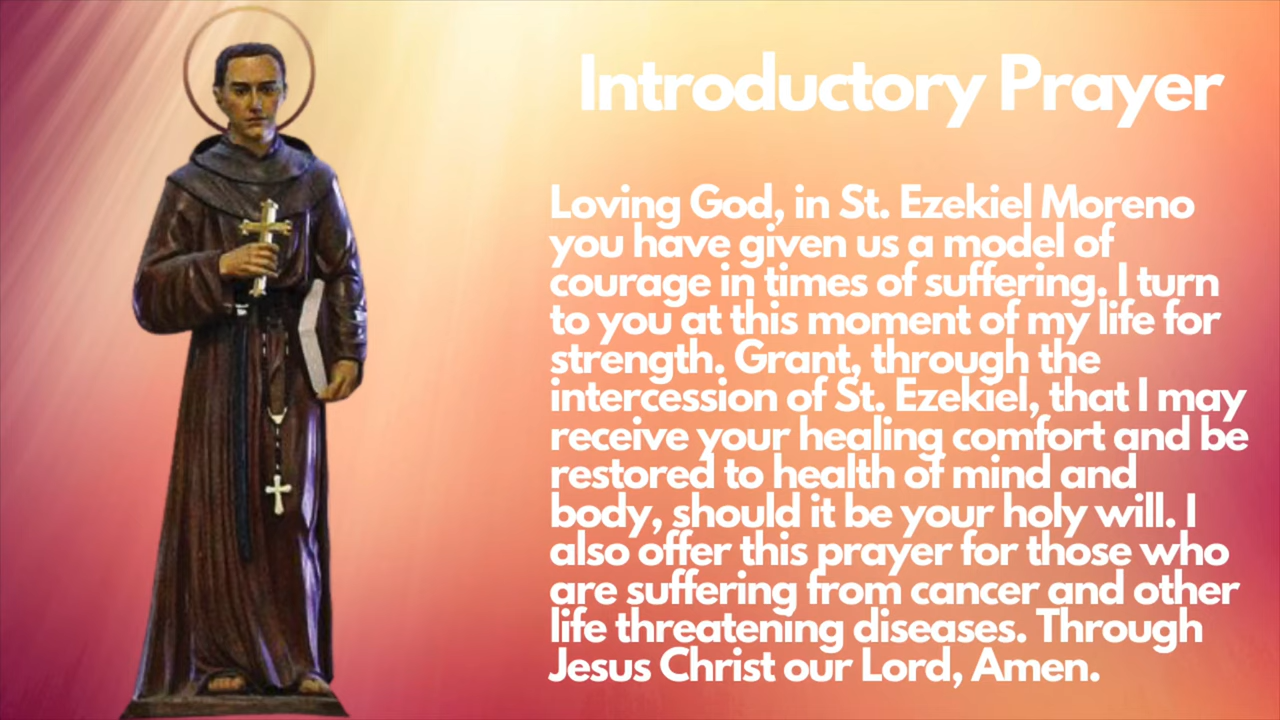 Introductory Prayer
Loving God, in St. Ezekiel Moreno
you have given us a model of
courage in times of suffering. I turn
to you at this moment of my life for
strength. Grant, through the
intercession of St. Ezekiel, that I may
receive your healing comfort and be
restored to health of mind and
body, should it be your holy will. I
also offer this prayer for those who
are suffering from cancer and other
life threatening diseases. Through
Jesus Christ our Lord, Amen.